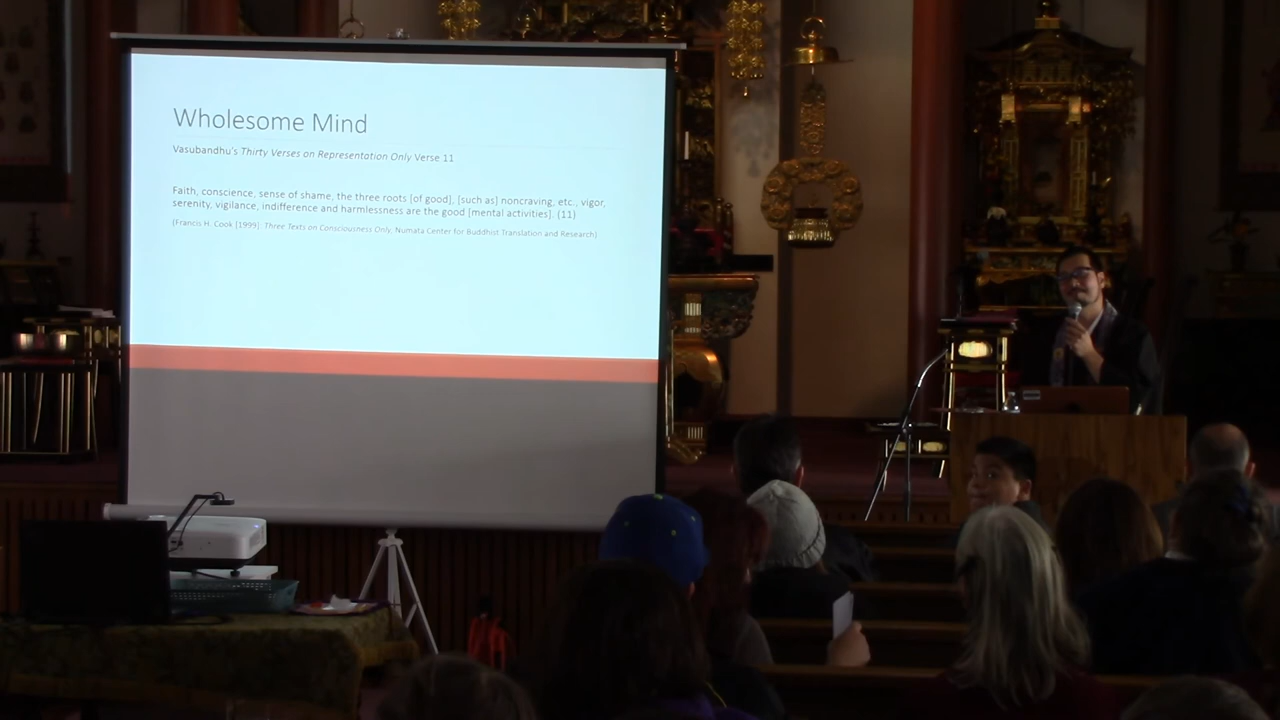 Wholesome Mind
Vasubandhu's Thirty Verses on Representation Only Verse 11
Faith, conscience, sense of shame, the three roots [of good], [such as] noncraving, etc., vigor,
serenity, vigilance, indifference and harmlessness are the good [mental activities]. (11)
(Francis H. Cook [1999]. Three Texts on Consciousness Only, Numata Center for Buddhist Translation and Research)